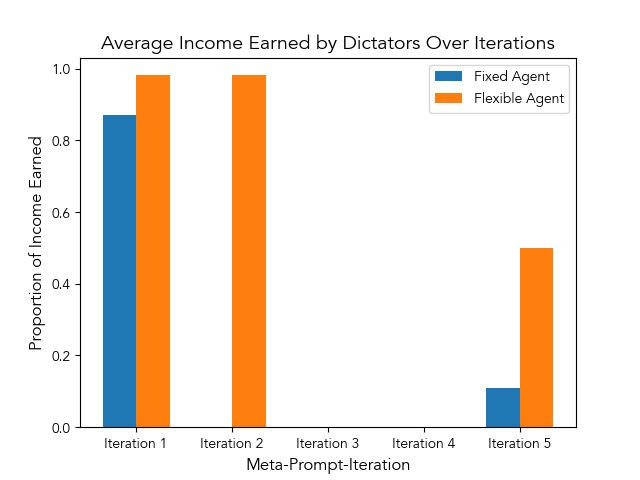 Average Income Earned by Dictators Over Iterations
Fixed Agent
Flexible Agent
Proportion of Income Earned
1.0
0.8
0.6
0.4
0.2
0.0
Iteration 1
Iteration 2
Iteration 3
Iteration 4
Iteration 5
Meta-Prompt-Iteration